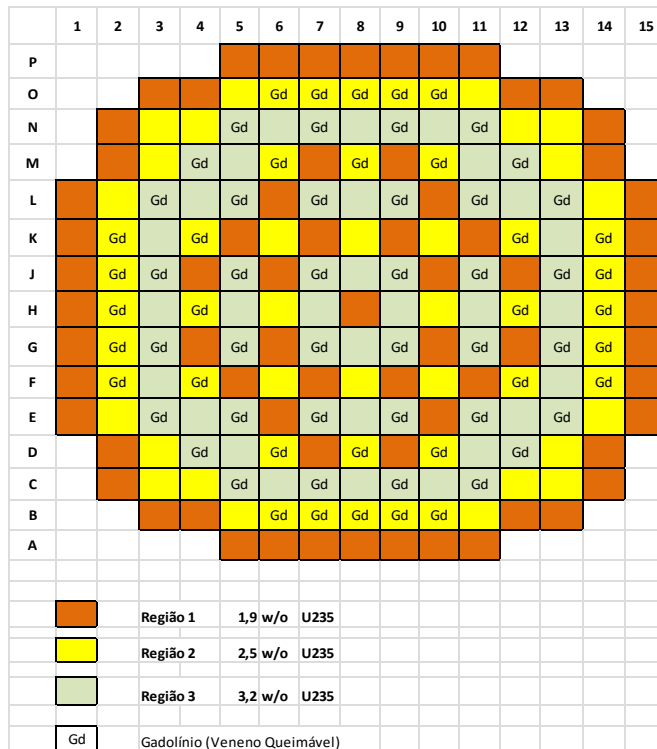 1 2 3 4 5 6 7 8 9 10 11 12 13 14 15
P
O Gd Gd Gd Gd Gd
N Gd Gd Gd Gd
M Gd Gd Gd Gd Gd
L Gd Gd Gd Gd Gd Gd
K Gd Gd Gd Gd
J Gd Gd Gd Gd Gd Gd Gd Gd
H Gd Gd Gd Gd
G Gd Gd Gd Gd Gd Gd Gd Gd
F Gd Gd Gd Gd
E Gd Gd Gd Gd Gd Gd
D Gd Gd Gd Gd Gd
C Gd Gd Gd Gd
B Gd Gd Gd Gd Gd
A
Região 1 1,9 w/o U235
Região 2 2,5 w/o U235
Região 3 3,2 w/o U235
Gd Gadolínio (Veneno Queimável)